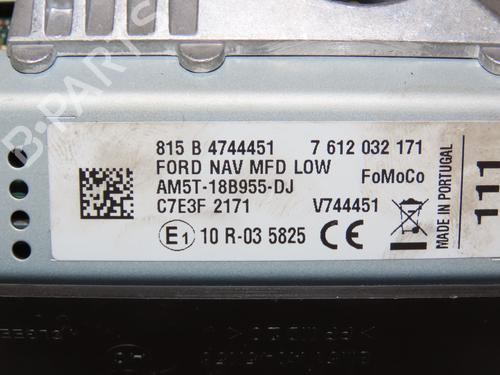 B-PARTS
815 B 4744451 7 612 032 171
FORD NAV MFD LOW
AM5T-18B955-DJ FoMoCo
C7E3F 2171 V744451
E1 10 R-03 5825 CE
MADE IN PORTUGAL
111